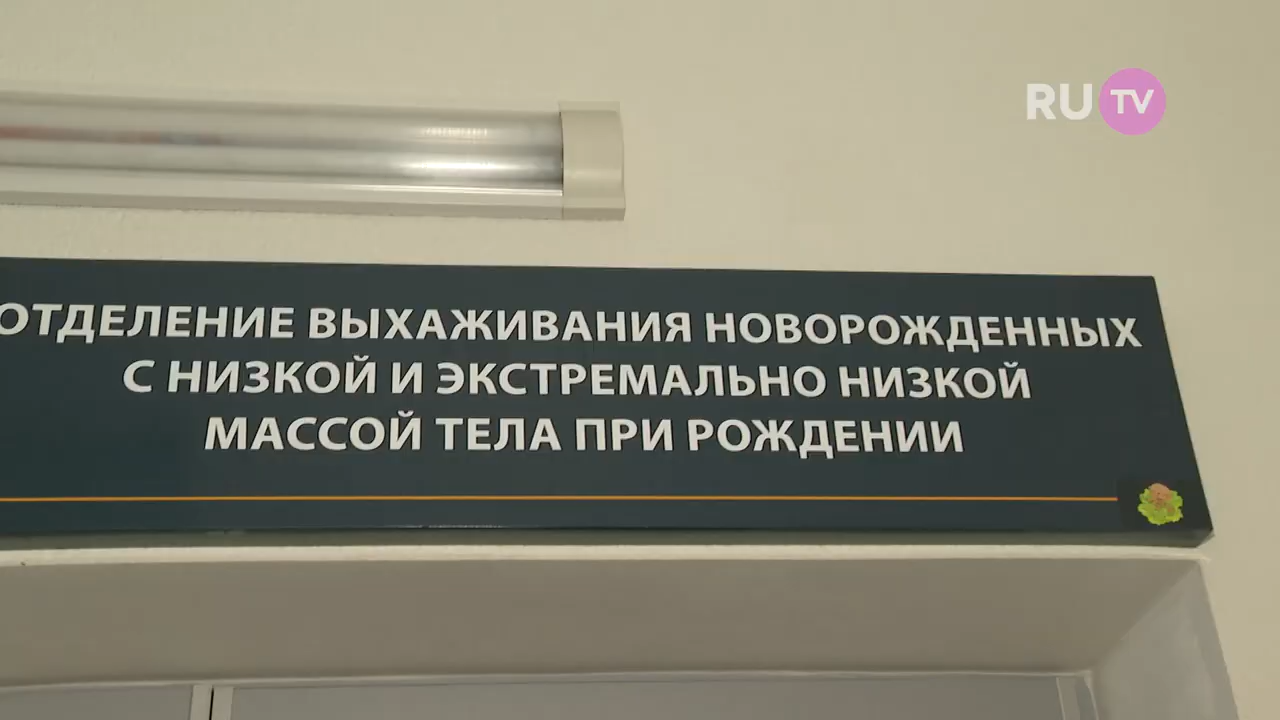 RU TV
ОТДЕЛЕНИЕ ВЫХАЖИВАНИЯ НОВОРОЖДЕННЫХ
С НИЗКОЙ И ЭКСТРЕМАЛЬНО НИЗКОЙ
МАССОЙ ТЕЛА ПРИ РОЖДЕНИИ